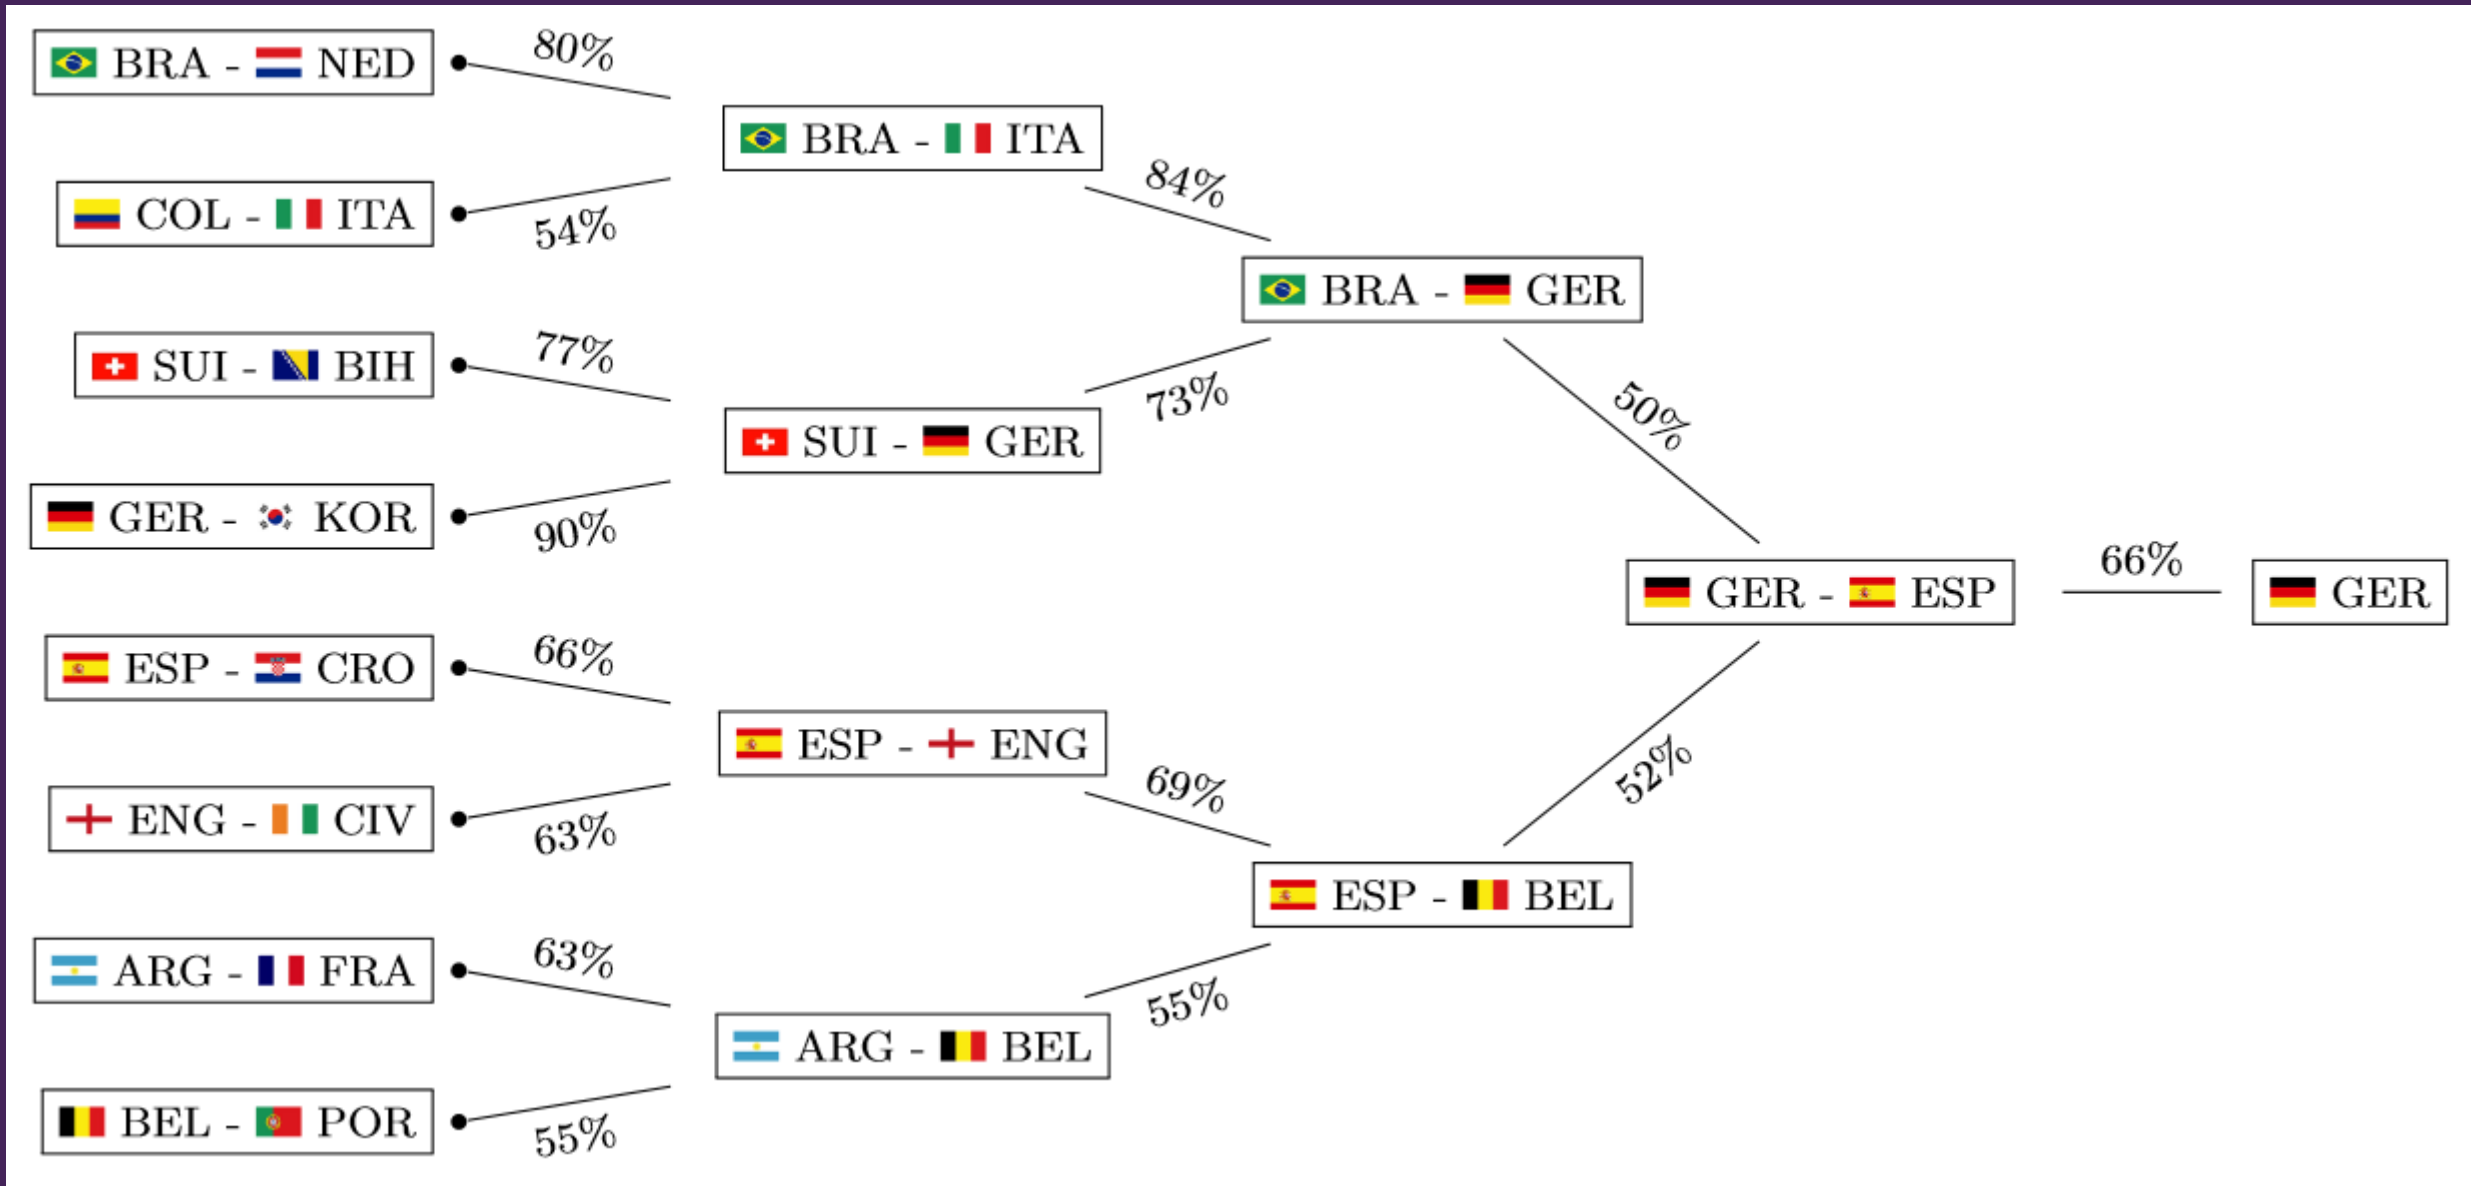 BRA - NED
80%
COL - ITA
54%
BRA - ITA
84%
SUI - BIH
77%
GER - KOR
90%
SUI - GER
73%
BRA - GER
50%
ESP - CRO
66%
ENG - CIV
63%
ESP - ENG
69%
ARG - FRA
63%
BEL - POR
55%
ARG - BEL
55%
ESP - BEL
52%
GER - ESP
66%
GER